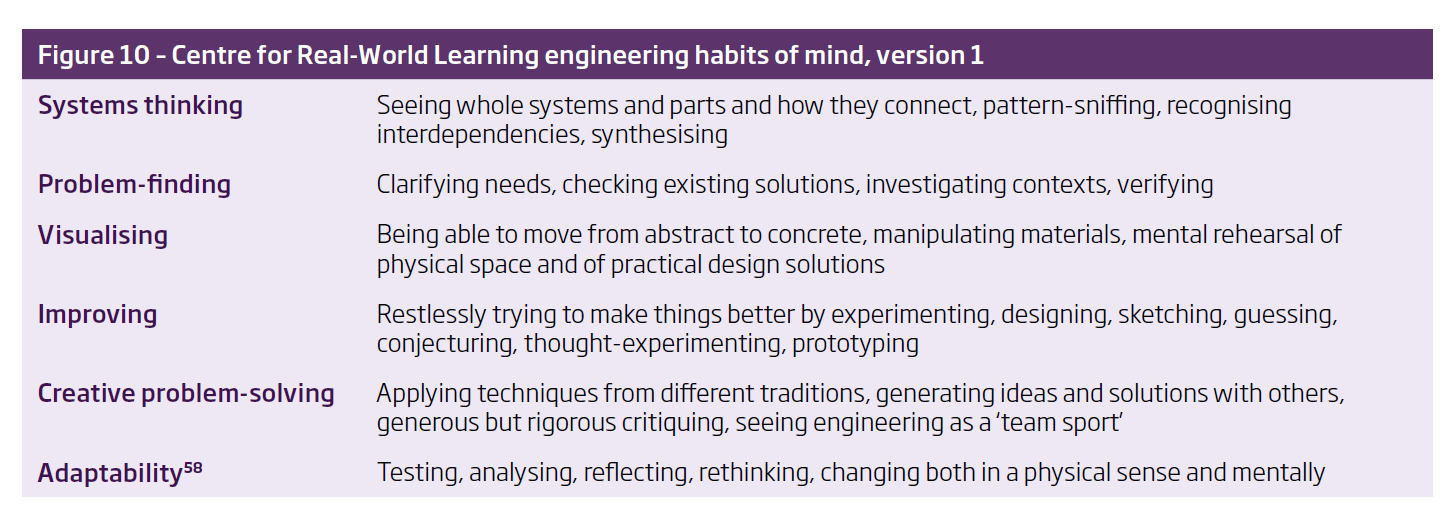 Figure 10 – Centre for Real-World Learning engineering habits of mind, version 1
Systems thinking
Seeing whole systems and parts and how they connect, pattern-sniffing, recognising
interdependencies, synthesising
Problem-finding
Clarifying needs, checking existing solutions, investigating contexts, verifying
Visualising
Being able to move from abstract to concrete, manipulating materials, mental rehearsal of
physical space and of practical design solutions
Improving
Restlessly trying to make things better by experimenting, designing, sketching, guessing,
conjecturing, thought-experimenting, prototyping
Creative problem-solving
Applying techniques from different traditions, generating ideas and solutions with others,
generous but rigorous critiquing, seeing engineering as a ‘team sport’
Adaptability⁵⁸
Testing, analysing, reflecting, rethinking, changing both in a physical sense and mentally